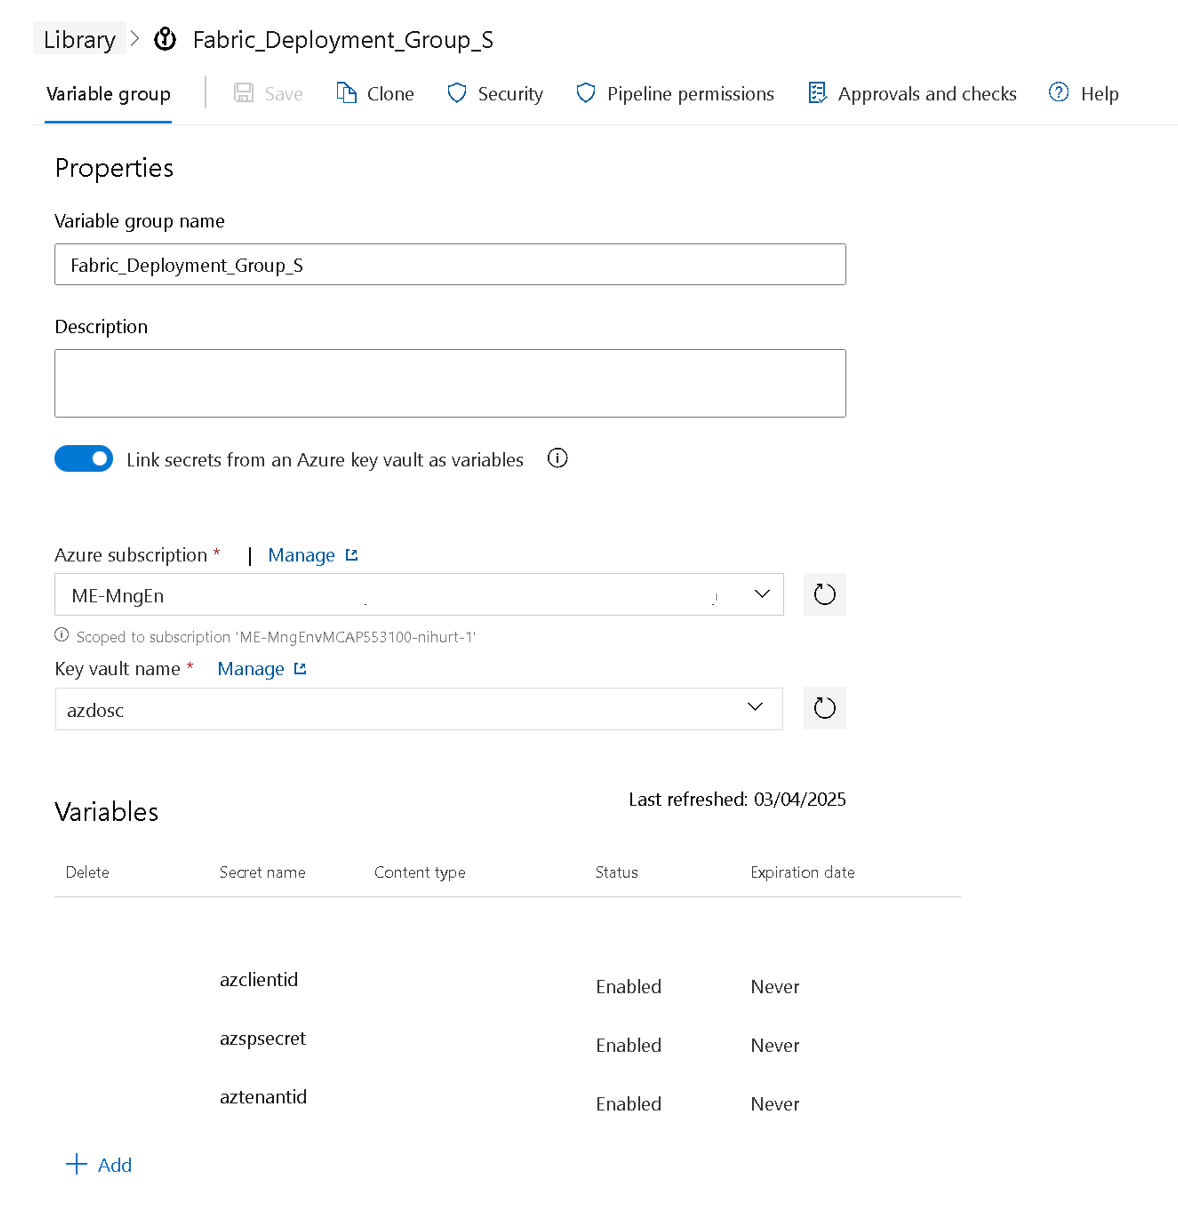 Library > Fabric_Deployment_Group_S
Variable group | Save Clone Security Pipeline permissions Approvals and checks Help
Properties
Variable group name
Fabric_Deployment_Group_S
Description
Link secrets from an Azure key vault as variables
Azure subscription * | Manage
ME-MngEn
Scoped to subscription 'ME-MngEnvMCAP553100-nihurt-1'
Key vault name * Manage
azdosc
Variables
Last refreshed: 03/04/2025
Delete Secret name Content type Status Expiration date
azclientid Enabled Never
azspsecret Enabled Never
aztenantid Enabled Never
+ Add